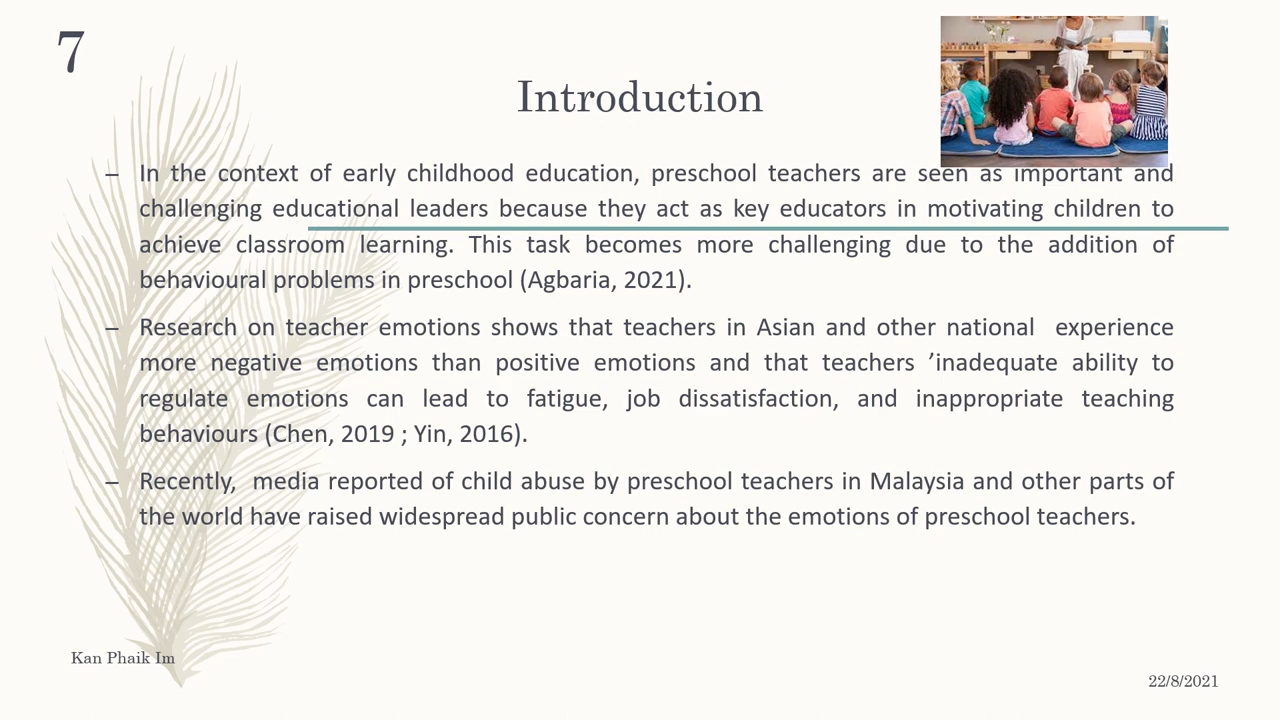 7
Introduction
– In the context of early childhood education, preschool teachers are seen as important and
challenging educational leaders because they act as key educators in motivating children to
achieve classroom learning. This task becomes more challenging due to the addition of
behavioural problems in preschool (Agbaria, 2021).
– Research on teacher emotions shows that teachers in Asian and other national  experience
more negative emotions than positive emotions and that teachers ’inadequate ability to
regulate emotions can lead to fatigue, job dissatisfaction, and inappropriate teaching
behaviours (Chen, 2019 ; Yin, 2016).
– Recently,  media reported of child abuse by preschool teachers in Malaysia and other parts of
the world have raised widespread public concern about the emotions of preschool teachers.
Kan Phaik Im
22/8/2021